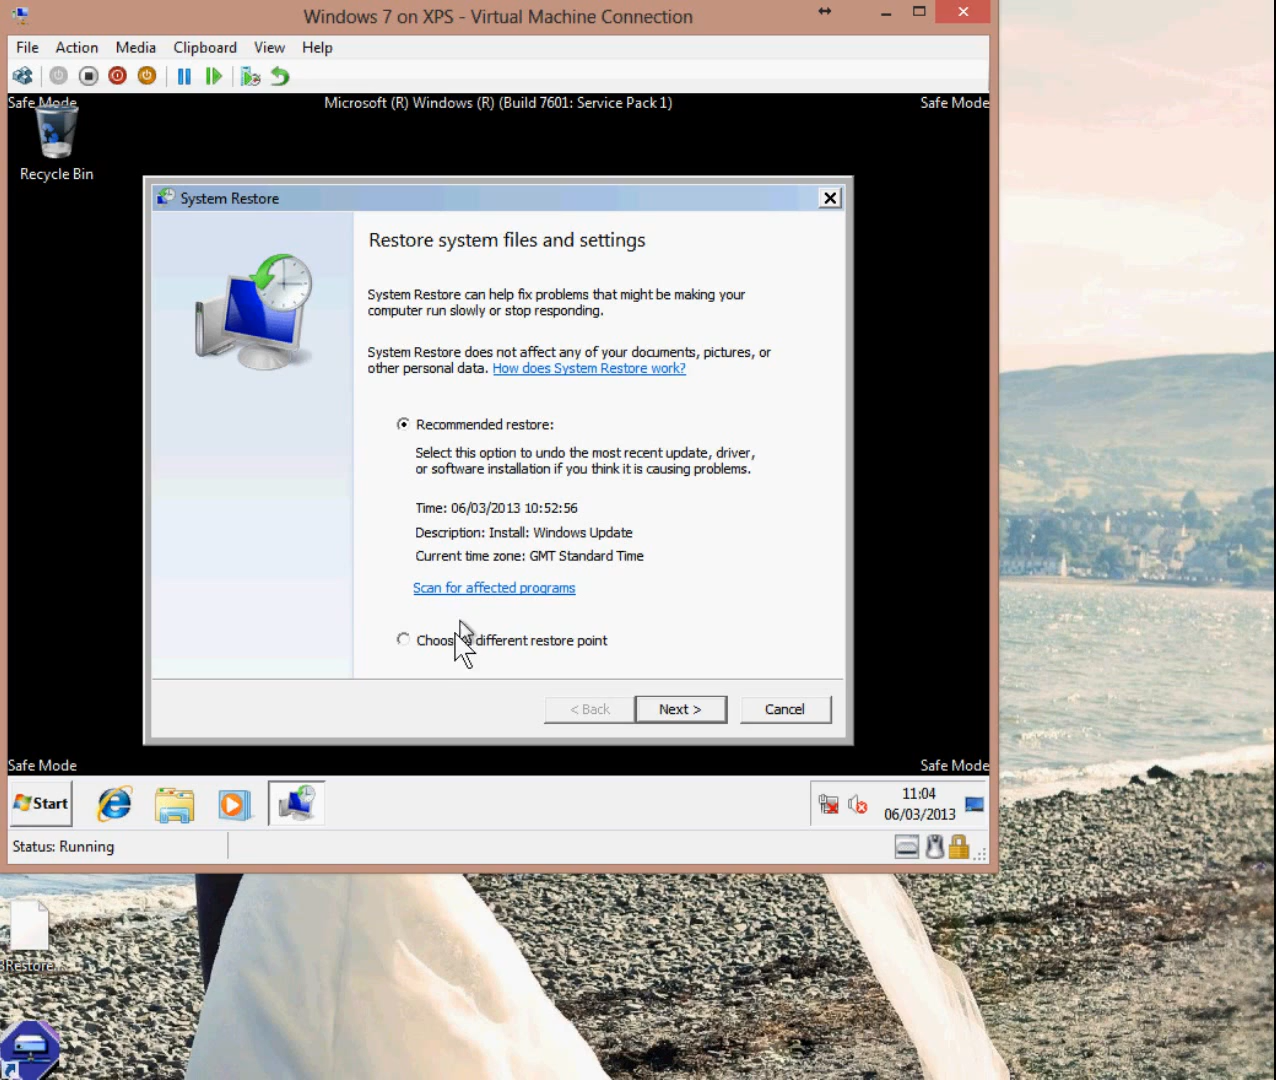 Windows 7 on XPS - Virtual Machine Connection
File Action Media Clipboard View Help
Safe Mode Microsoft (R) Windows (R) (Build 7601: Service Pack 1) Safe Mode
Recycle Bin
System Restore
Restore system files and settings
System Restore can help fix problems that might be making your
computer run slowly or stop responding.
System Restore does not affect any of your documents, pictures, or
other personal data. How does System Restore work?
Recommended restore:
Select this option to undo the most recent update, driver,
or software installation if you think it is causing problems.
Time: 06/03/2013 10:52:56
Description: Install: Windows Update
Current time zone: GMT Standard Time
Scan for affected programs
different restore point
< Back Next > Cancel
Safe Mode Safe Mode
Start
11:04
06/03/2013
Status: Running